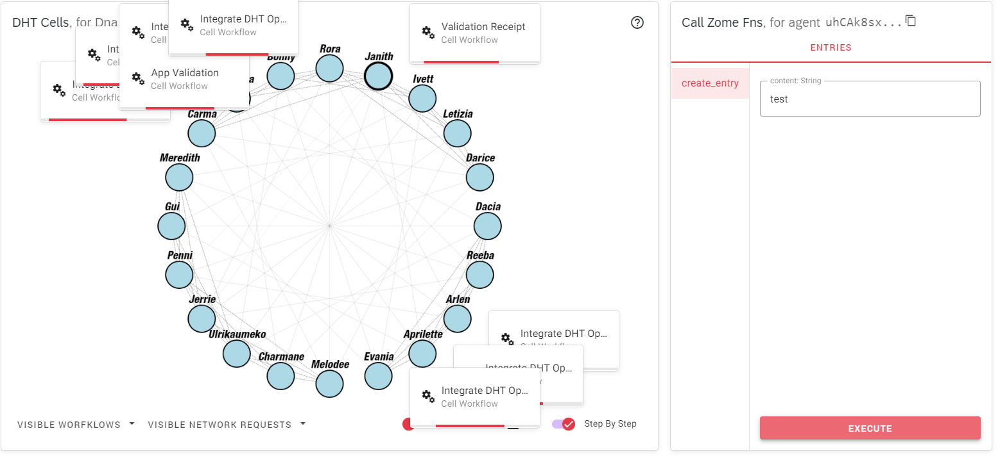 DHT Cells, for Dna
Integrate DHT Op...
Cell Workflow
Inte
Cell
Int
Cel
App Validation
Cell Workflow
Integrate
Cell Workflo
Validation Receipt
Cell Workflow
Bonny
Rora
Janith
a
Ivett
Carma
Letizia
Meredith
Darice
Gui
Dacia
Penni
Reeba
Jerrie
Arlen
Ulrikaumeko
Aprilette
Charmane
Melodee
Evania
Integrate DHT Op...
Cell Workflow
Integrate DHT Op...
w
Integrate DHT Op...
Cell Workflow
VISIBLE WORFKLOWS
VISIBLE NETWORK REQUESTS
Step By Step
Call Zome Fns, for agent uhCAk8sx...
ENTRIES
create_entry
content: String
test
EXECUTE